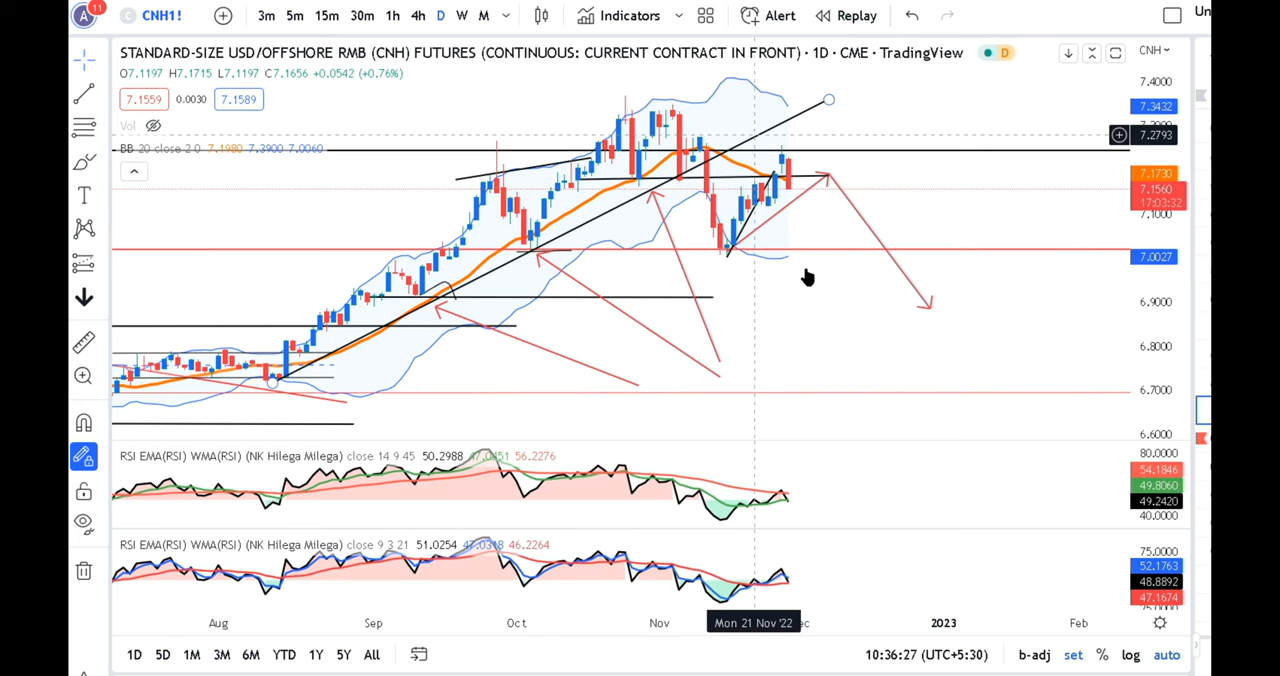 A 11 C CNH1! 3m 5m 15m 30m 1h 4h D W M Indicators Alert Replay Un
STANDARD-SIZE USD/OFFSHORE RMB (CNH) FUTURES (CONTINUOUS: CURRENT CONTRACT IN FRONT) · 1D · CME · TradingView D CNH
O7.1197 H7.1715 L7.1197 C7.1656 +0.0542 (+0.76%)
7.1559 0.0030 7.1589
Vol
BB 20 close 2 0 7.1980 7.3900 7.0060
7.4000
7.3432
7.2793
7.1730
7.1560
17:03:32
7.1000
7.0027
6.9000
6.8000
6.7000
6.6000
RSI EMA(RSI) WMA(RSI) (NK Hilega Milega) close 14 9 45 50.2988 47.0451 56.2276
80.0000
54.1846
49.8060
49.2420
40.0000
RSI EMA(RSI) WMA(RSI) (NK Hilega Milega) close 9 3 21 51.0254 47.0318 46.2264
75.0000
52.1763
48.8892
47.1674
Aug Sep Oct Nov Mon 21 Nov '22 2023 Feb
1D 5D 1M 3M 6M YTD 1Y 5Y All 10:36:27 (UTC+5:30) b-adj set % log auto